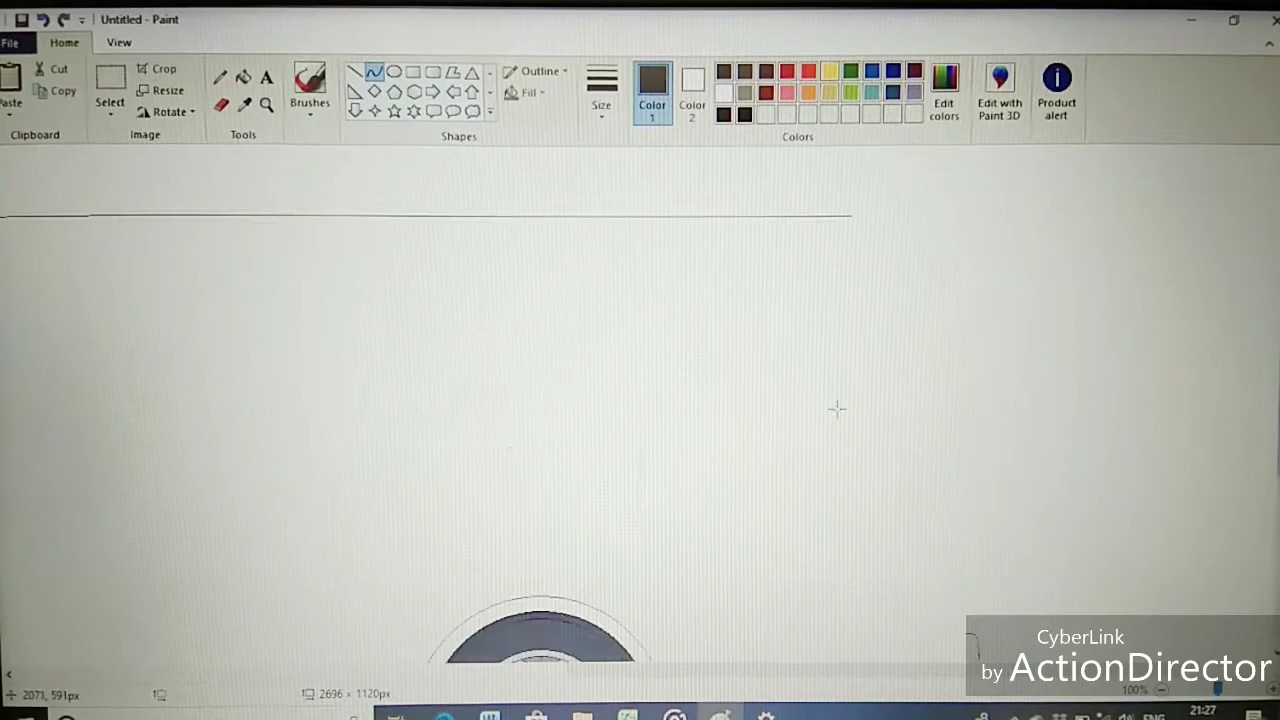 Untitled - Paint
File
Home
View
Cut
Copy
Clipboard
Select
Crop
Resize
Rotate
Image
Tools
Brushes
Shapes
Outline
Fill
Size
Color
1
Color
2
Colors
Edit
colors
Edit with
Paint 3D
Product
alert
CyberLink
by ActionDirector
2073, 591px
2696 × 1120px
100%
21:27
ENG